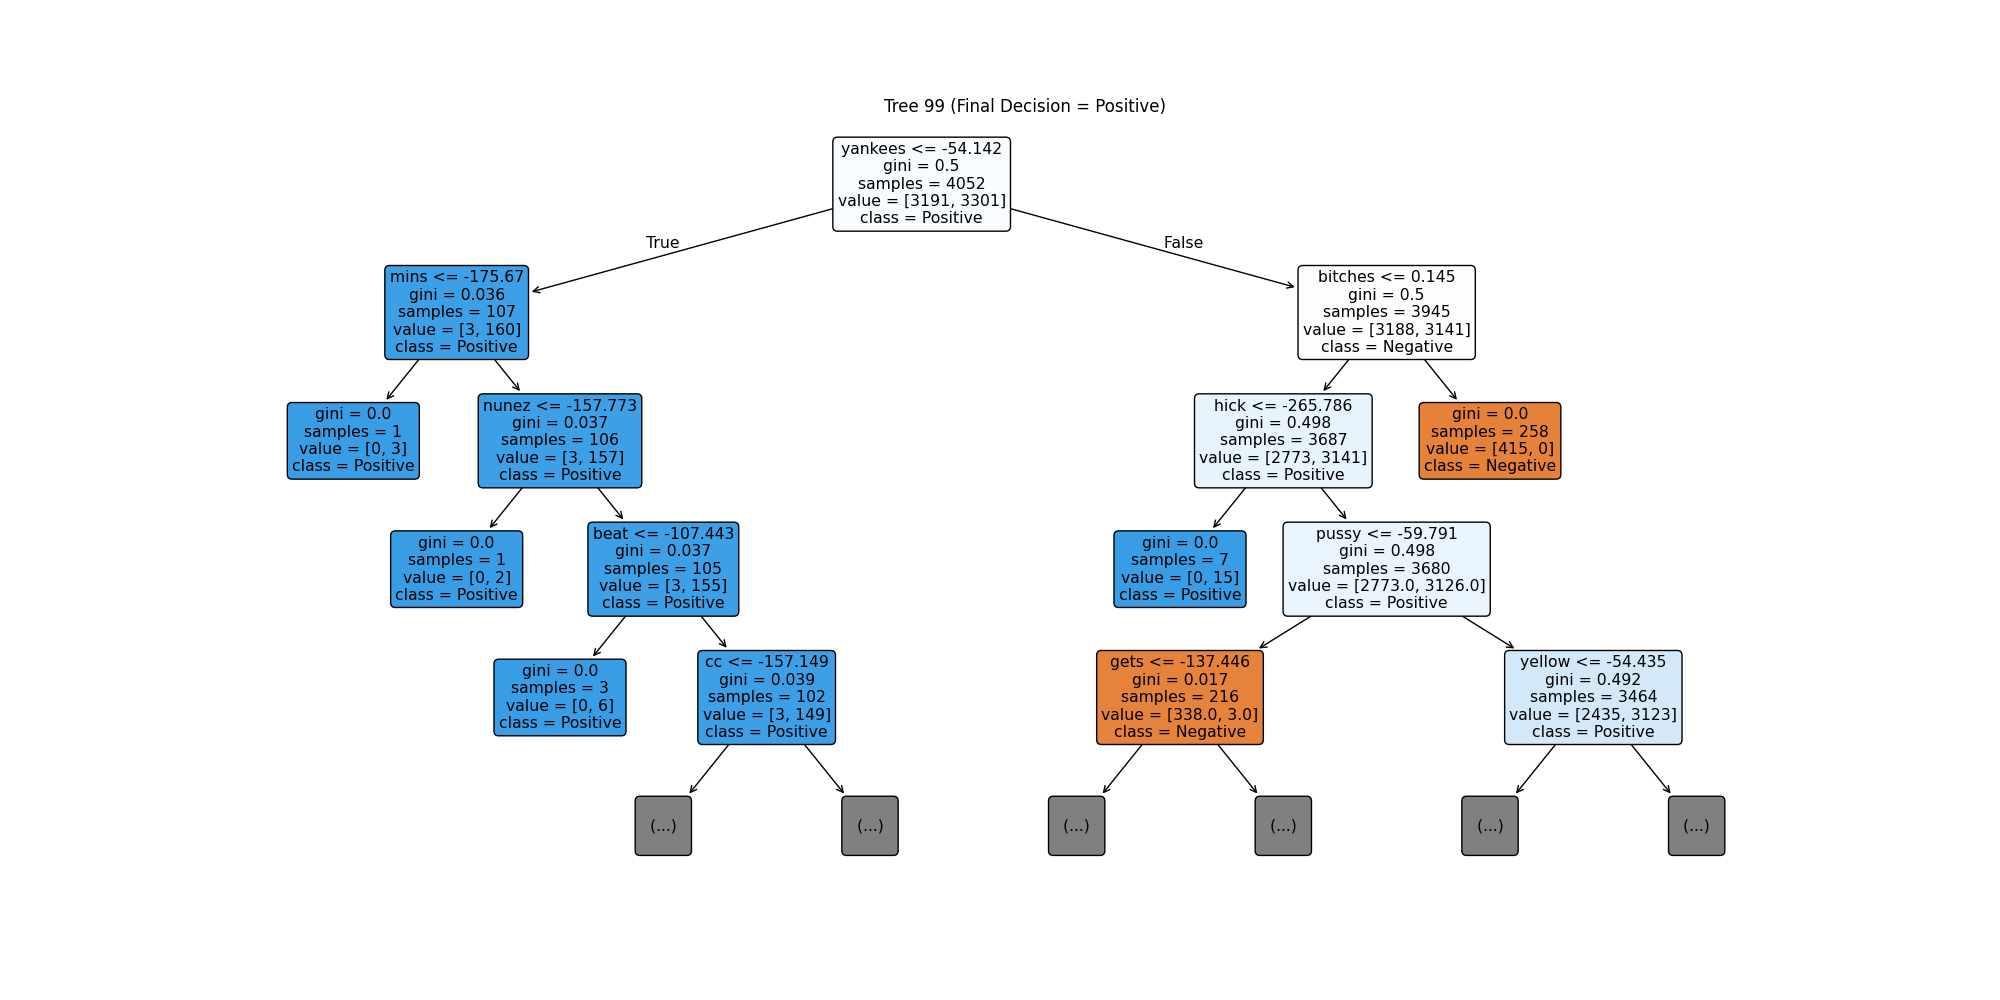 Tree 99 (Final Decision = Positive)
yankees <= -54.142
gini = 0.5
samples = 4052
value = [3191, 3301]
class = Positive
True
False
mins <= -175.67
gini = 0.036
samples = 107
value = [3, 160]
class = Positive
bitches <= 0.145
gini = 0.5
samples = 3945
value = [3188, 3141]
class = Negative
gini = 0.0
samples = 1
value = [0, 3]
class = Positive
nunez <= -157.773
gini = 0.037
samples = 106
value = [3, 157]
class = Positive
hick <= -265.786
gini = 0.498
samples = 3687
value = [2773, 3141]
class = Positive
gini = 0.0
samples = 258
value = [415, 0]
class = Negative
gini = 0.0
samples = 1
value = [0, 2]
class = Positive
beat <= -107.443
gini = 0.037
samples = 105
value = [3, 155]
class = Positive
gini = 0.0
samples = 7
value = [0, 15]
class = Positive
pussy <= -59.791
gini = 0.498
samples = 3680
value = [2773.0, 3126.0]
class = Positive
gini = 0.0
samples = 3
value = [0, 6]
class = Positive
cc <= -157.149
gini = 0.039
samples = 102
value = [3, 149]
class = Positive
gets <= -137.446
gini = 0.017
samples = 216
value = [338.0, 3.0]
class = Negative
yellow <= -54.435
gini = 0.492
samples = 3464
value = [2435, 3123]
class = Positive
(...)
(...)
(...)
(...)
(...)
(...)